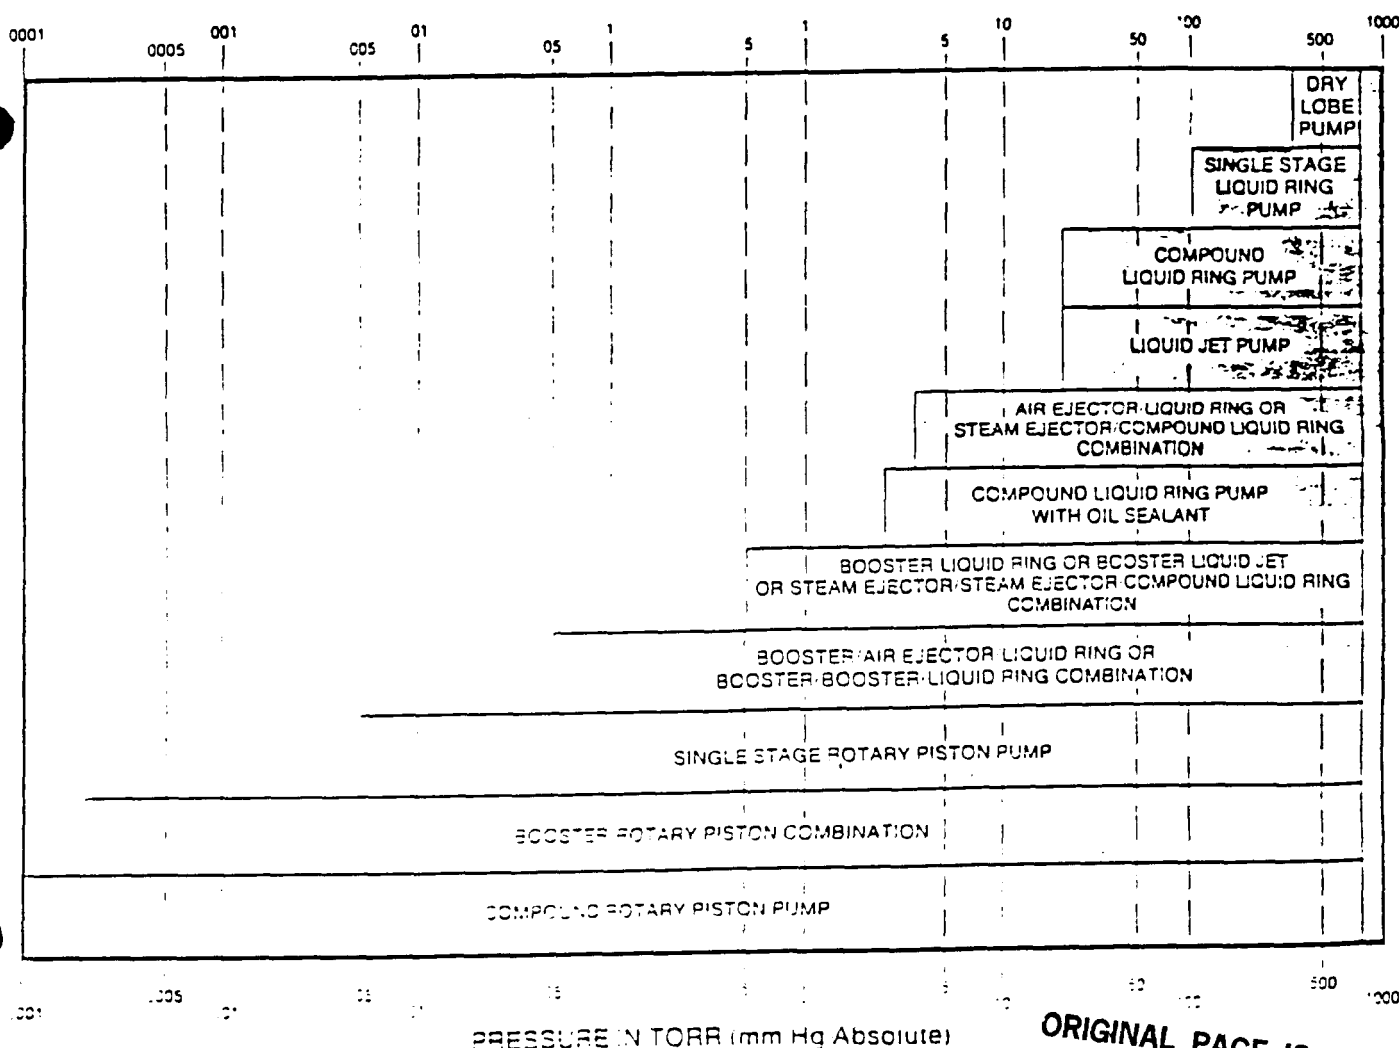 0001 001 01 1 1 10 100 1000
0005 005 05 5 5 50 500
DRY
LOBE
PUMP
SINGLE STAGE
LIQUID RING
PUMP
COMPOUND
LIQUID RING PUMP
LIQUID JET PUMP
AIR EJECTOR/LIQUID RING OR
STEAM EJECTOR/COMPOUND LIQUID RING
COMBINATION
COMPOUND LIQUID RING PUMP
WITH OIL SEALANT
BOOSTER LIQUID RING OR BOOSTER LIQUID JET
OR STEAM EJECTOR/STEAM EJECTOR/COMPOUND LIQUID RING
COMBINATION
BOOSTER/AIR EJECTOR/LIQUID RING OR
BOOSTER/BOOSTER/LIQUID RING COMBINATION
SINGLE STAGE ROTARY PISTON PUMP
BOOSTER ROTARY PISTON COMBINATION
COMPOUND ROTARY PISTON PUMP
5 10 50 100 500 1000
PRESSURE IN TORR (mm Hg Absolute)
ORIGINAL PAGE IS